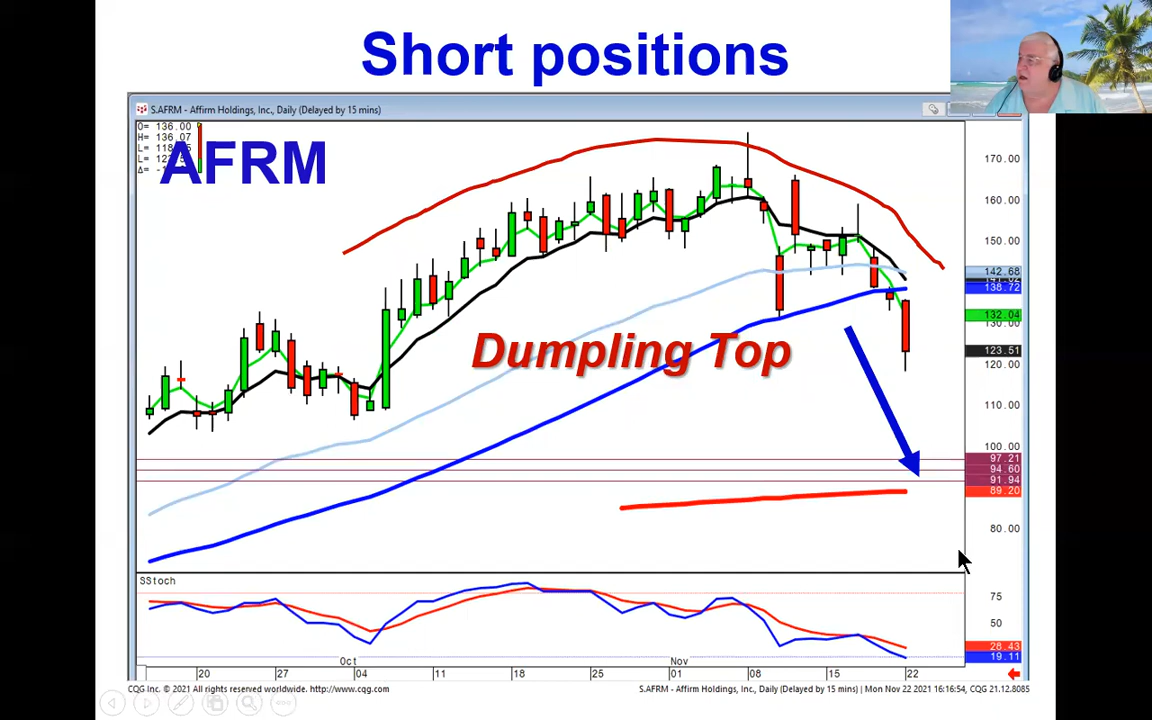 Short positions
S.AFRM - Affirm Holdings, Inc., Daily (Delayed by 15 mins)
O= 136.00
H= 136.07
AFRM
170.00
160.00
150.00
142.68
138.72
132.04
130.00
123.51
120.00
110.00
100.00
97.21
94.60
91.94
89.20
80.00
Dumpling Top
SStoch
75
50
28.43
19.11
Oct
Nov
20
27
04
11
18
25
01
08
15
22
CQG Inc. © 2021 All rights reserved worldwide. http://www.cqg.com
S.AFRM - Affirm Holdings, Inc., Daily (Delayed by 15 mins) | Mon Nov 22 2021 16:16:54, CQG 21.12.8085